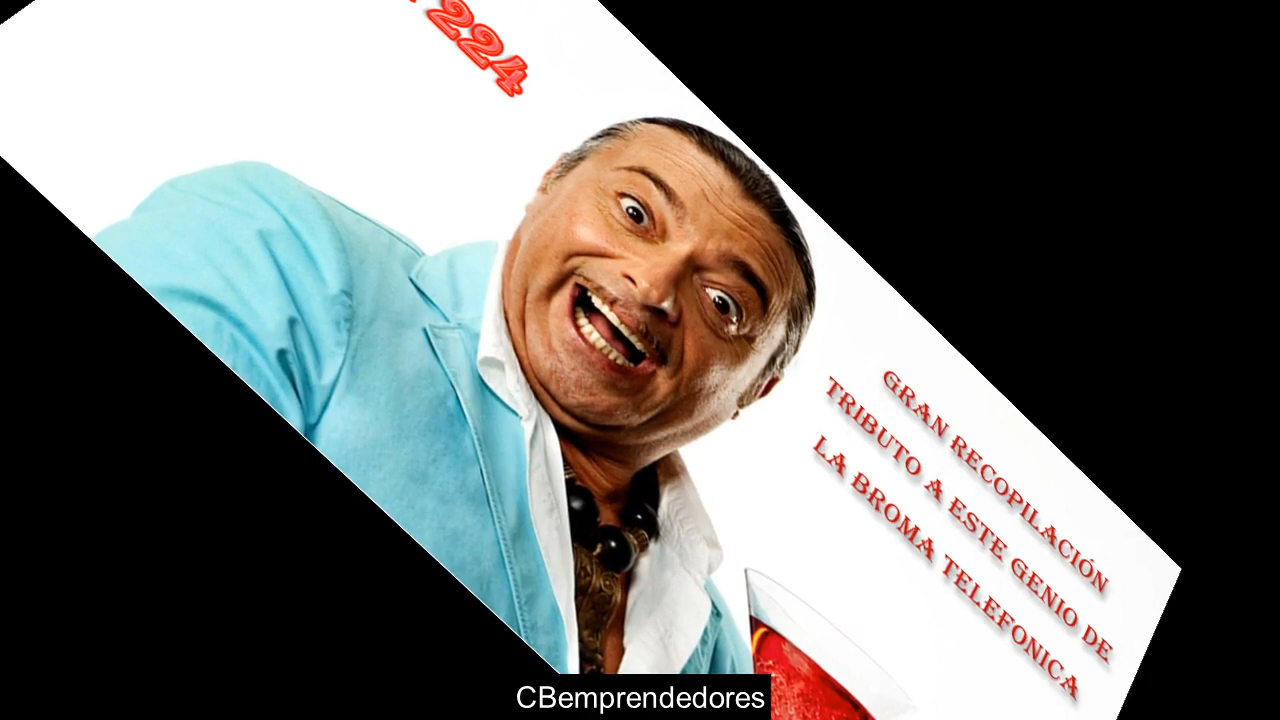 224
GRAN RECOPILACIÓN
TRIBUTO A ESTE GENIO DE
LA BROMA TELEFONICA
CBemprendedores